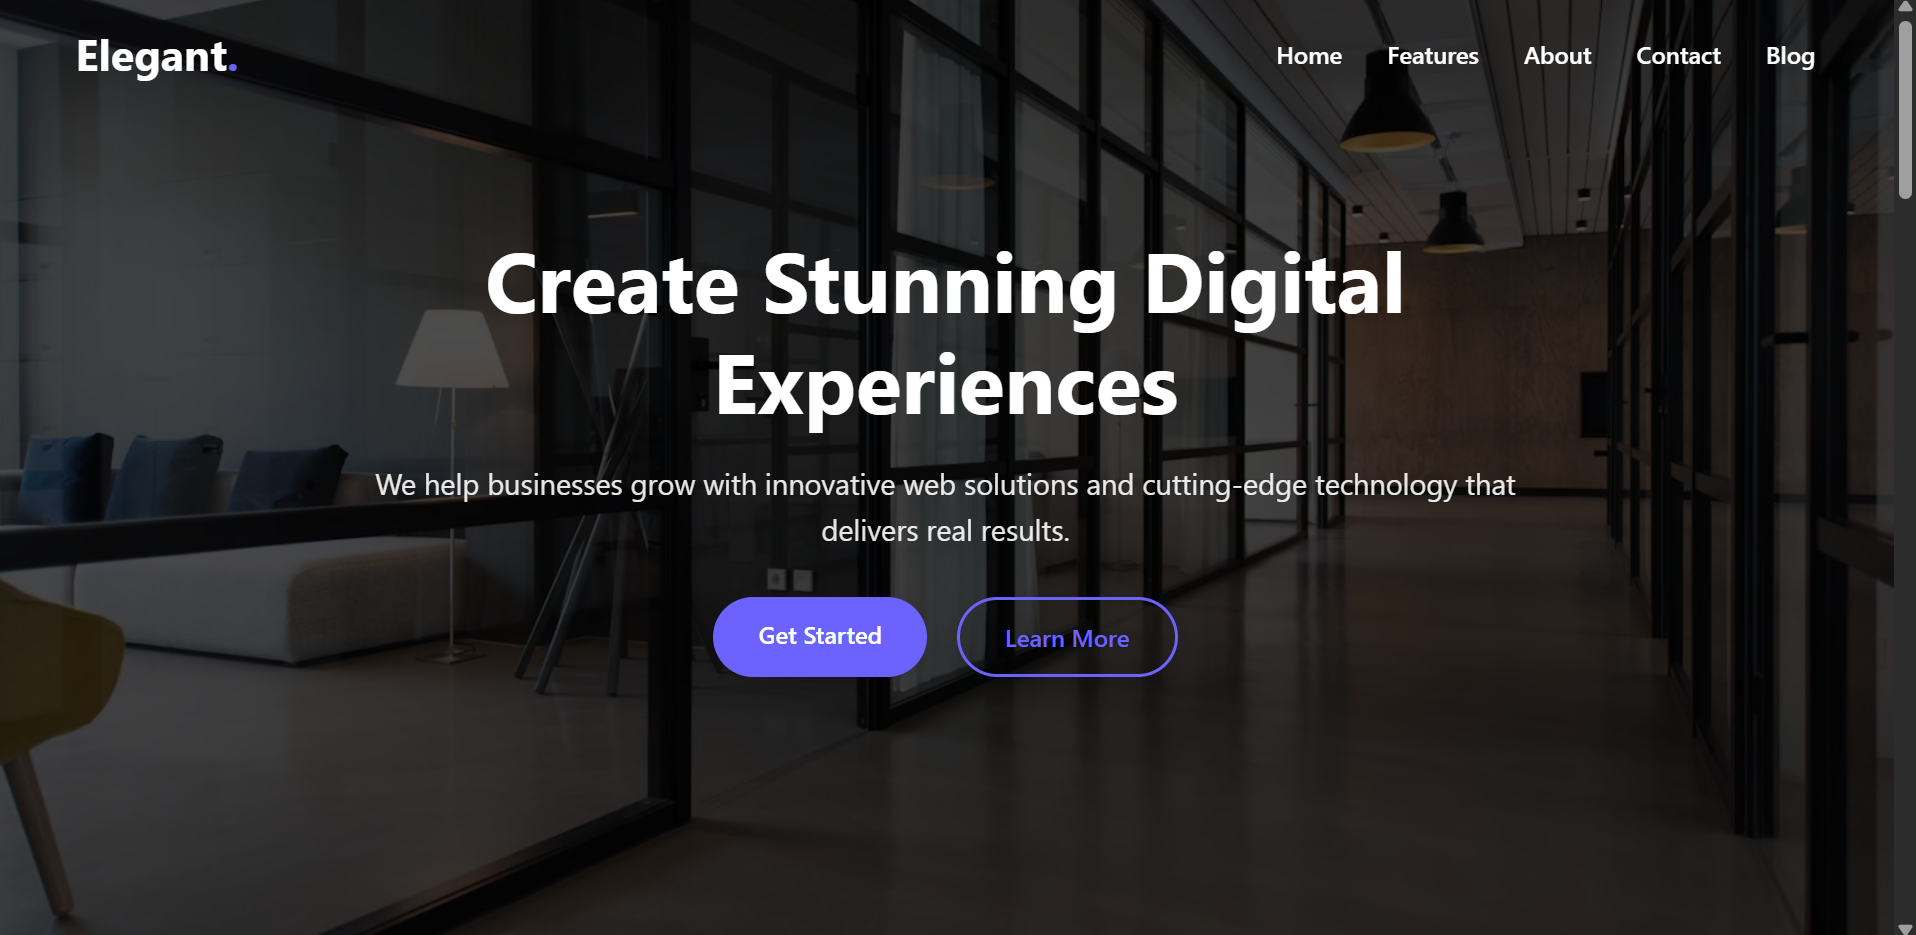 Elegant.
Home Features About Contact Blog
Create Stunning Digital
Experiences
We help businesses grow with innovative web solutions and cutting-edge technology that
delivers real results.
Get Started
Learn More